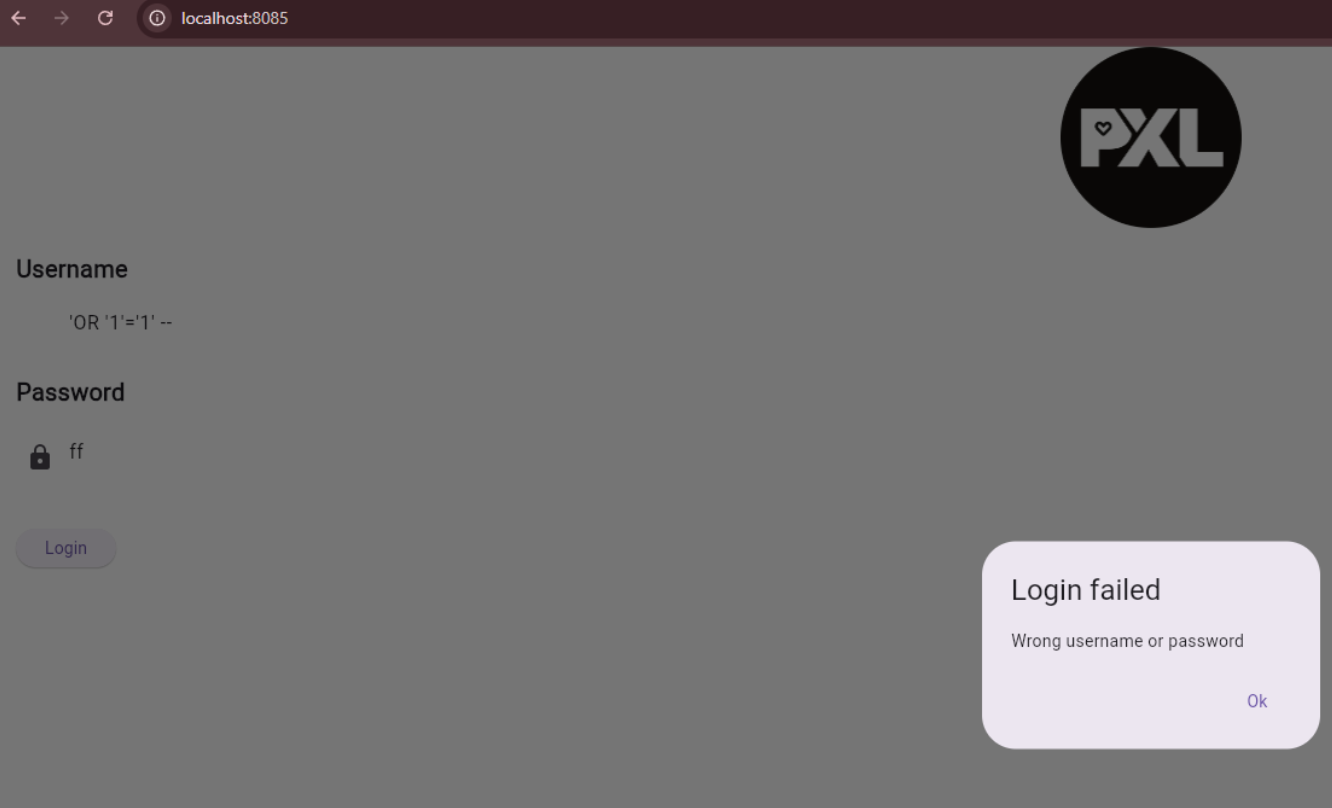 localhost:8085
PXL
Username
'OR '1'='1' --
Password
ff
Login
Login failed
Wrong username or password
Ok